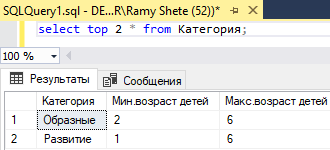 SQLQuery1.sql - DE...R\Ramy Shete (52))*
select top 2 * from Категория;
100 %
Результаты Сообщения
Категория Мин.возраст детей Макс.возраст детей
1 Образные 2 6
2 Развитие 1 6